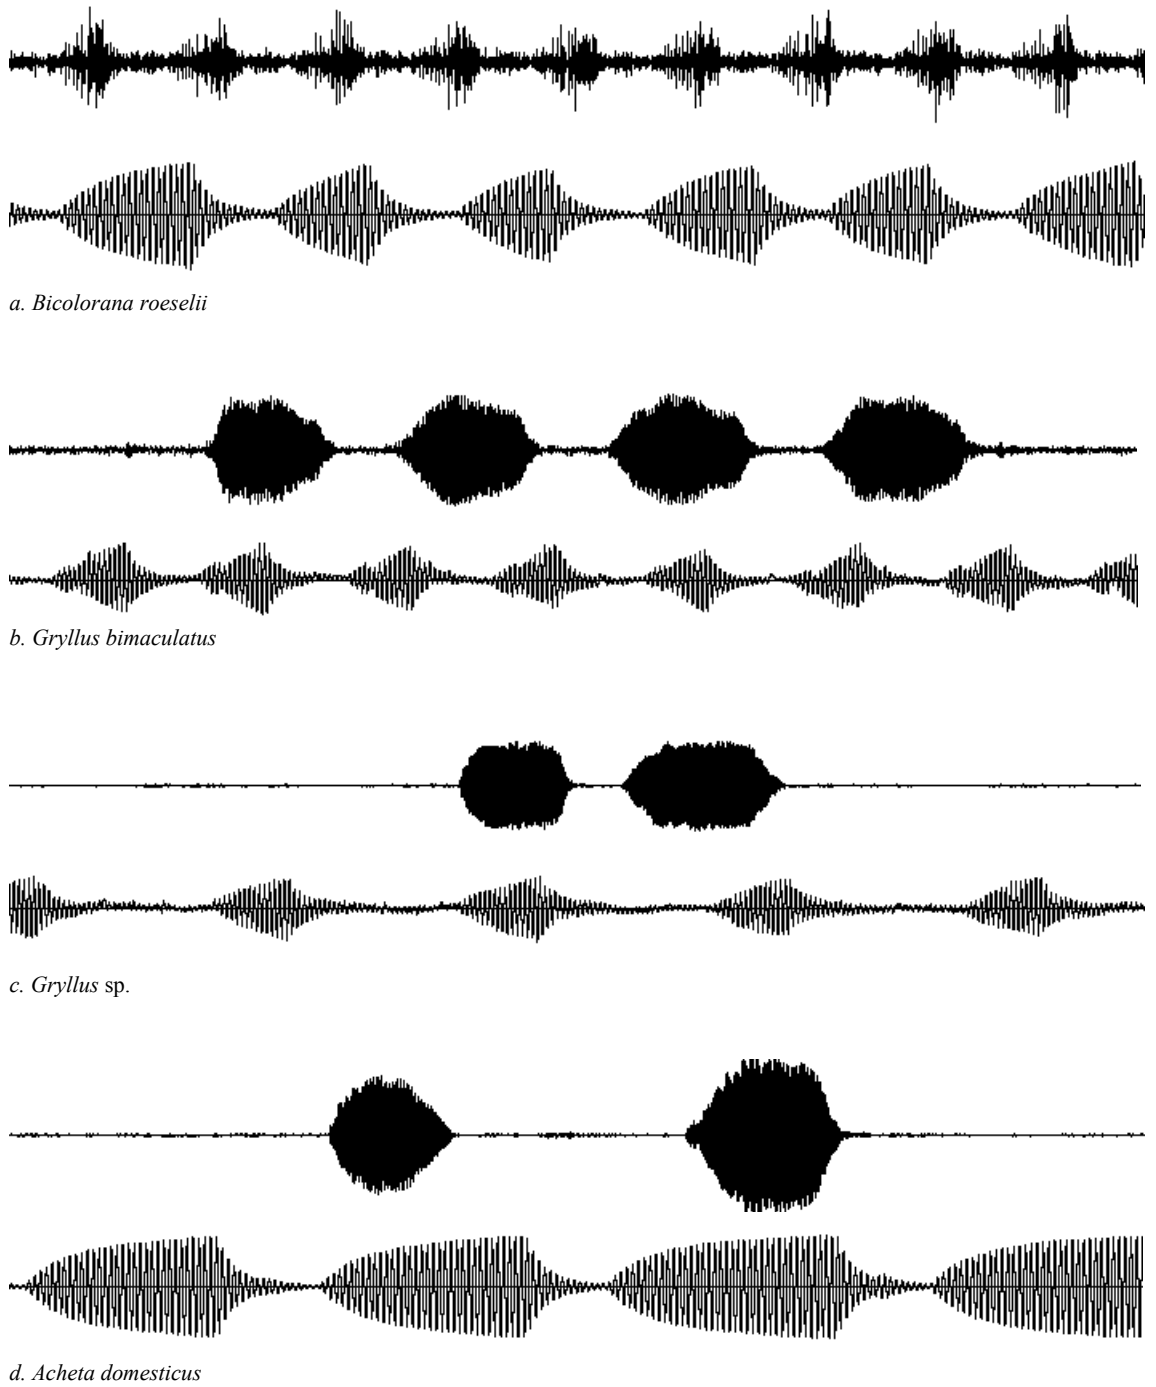 a. Bicolorana roeselii
b. Gryllus bimaculatus
c. Gryllus sp.
d. Acheta domesticus